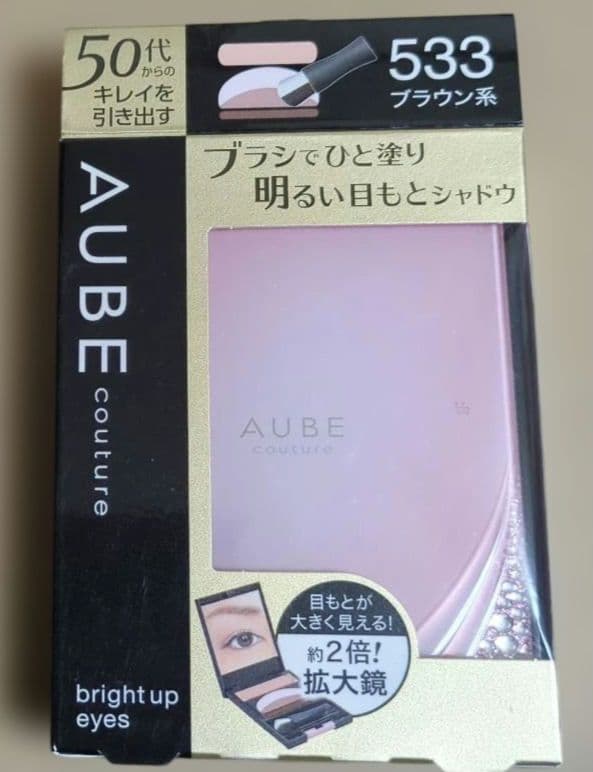 50代
からの
キレイを
引き出す
533
ブラウン系
ブラシでひと塗り
明るい目もとシャドウ
AUBE couture
AUBE
couture
目もとが
大きく見える!
約2倍!
拡大鏡
bright up
eyes